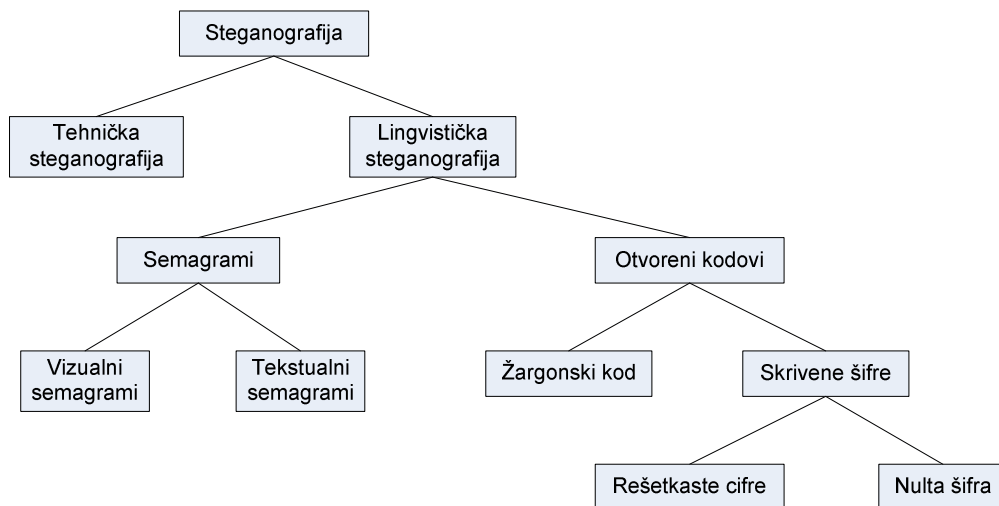 Steganografija
Tehnička
steganografija
Lingvistička
steganografija
Semagrami
Otvoreni kodovi
Vizualni
semagrami
Tekstualni
semagrami
Žargonski kod
Skrivene šifre
Rešetkaste cifre
Nulta šifra